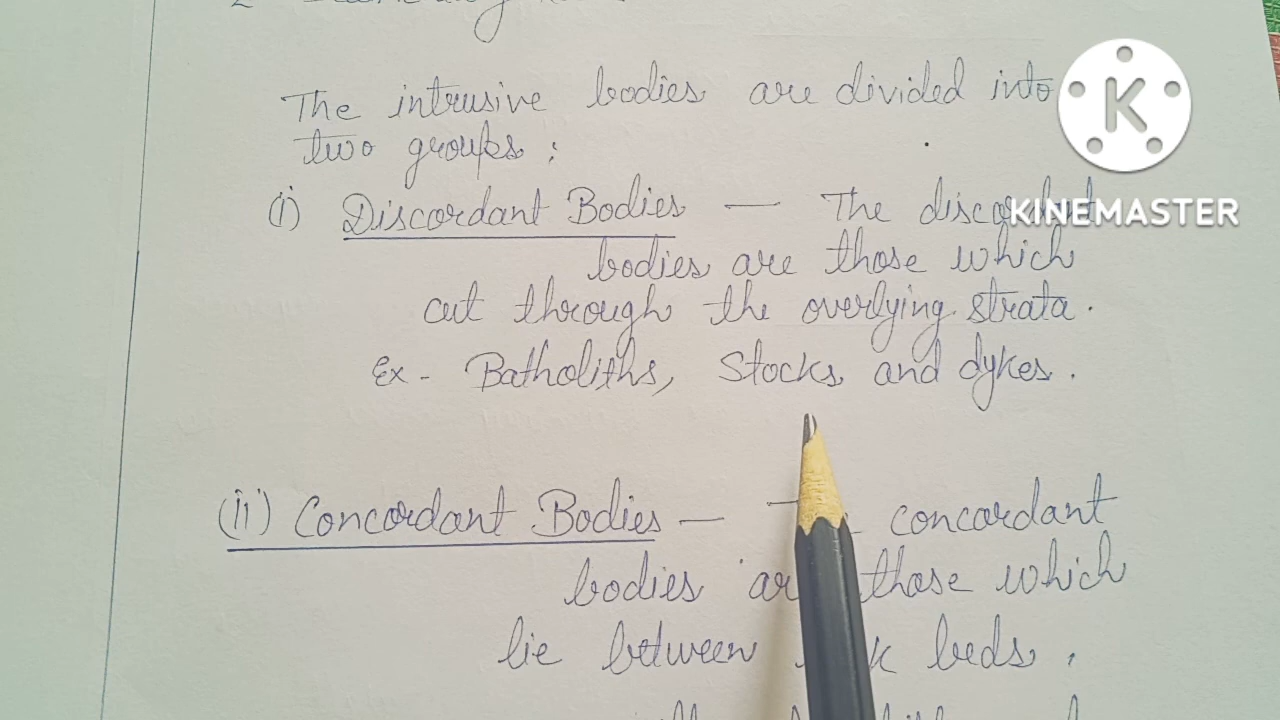 The intrusive bodies are divided into
two groups :
(i) Discordant Bodies — The discordant
bodies are those which
cut through the overlying strata.
Ex - Batholiths, Stocks and dykes.
(ii) Concordant Bodies — concordant
bodies are those which
lie between beds.
K
KINEMASTER